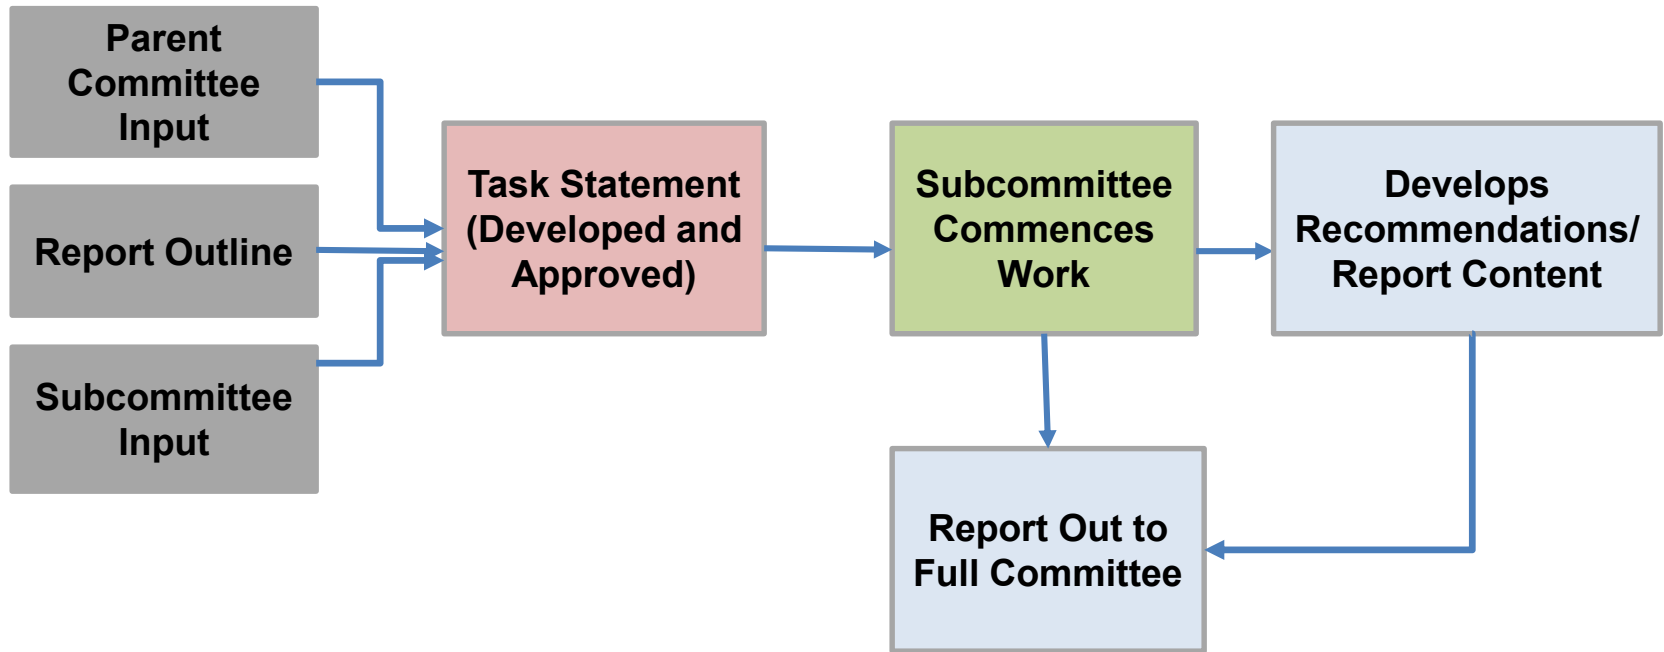 Parent
Committee
Input
Report Outline
Subcommittee
Input
Task Statement
(Developed and
Approved)
Subcommittee
Commences
Work
Develops
Recommendations/
Report Content
Report Out to
Full Committee